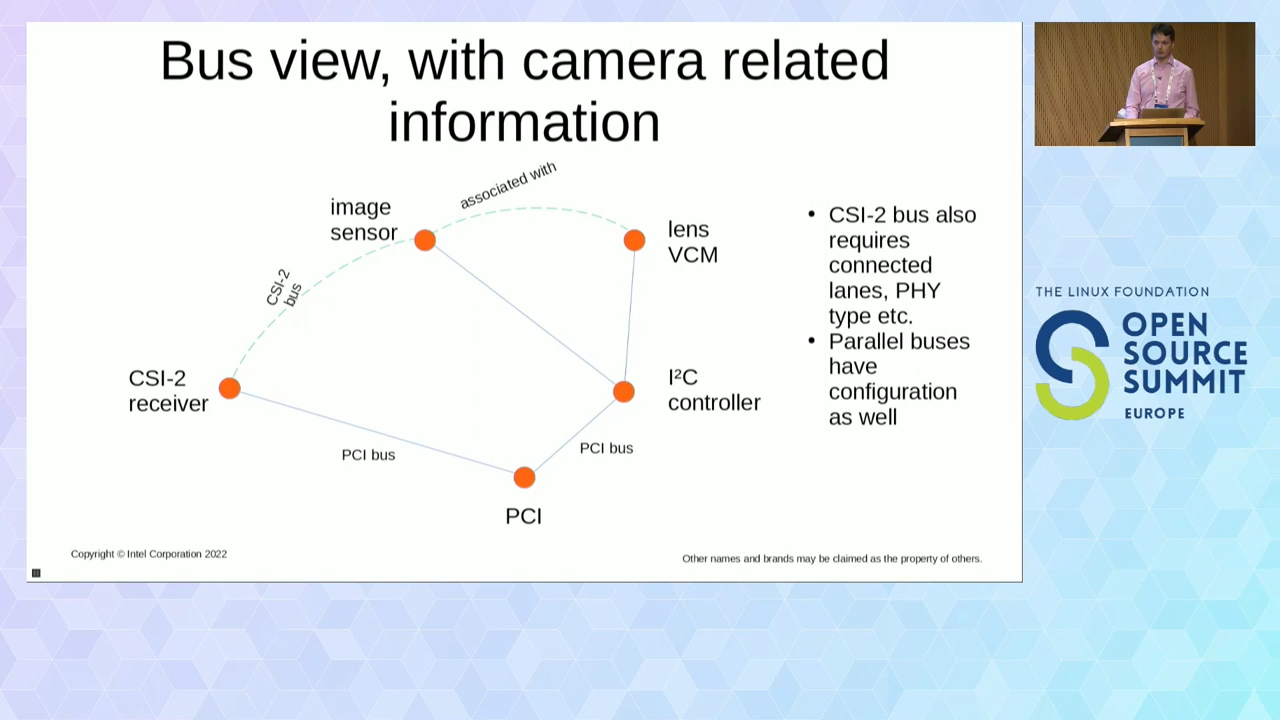 Bus view, with camera related
information
associated with
image
sensor
lens
VCM
CSI-2
bus
CSI-2
receiver
I²C
controller
PCI bus
PCI bus
PCI
• CSI-2 bus also
requires
connected
lanes, PHY
type etc.
• Parallel buses
have
configuration
as well
Copyright © Intel Corporation 2022
Other names and brands may be claimed as the property of others.
THE LINUX FOUNDATION
OPEN
SOURCE
SUMMIT
EUROPE